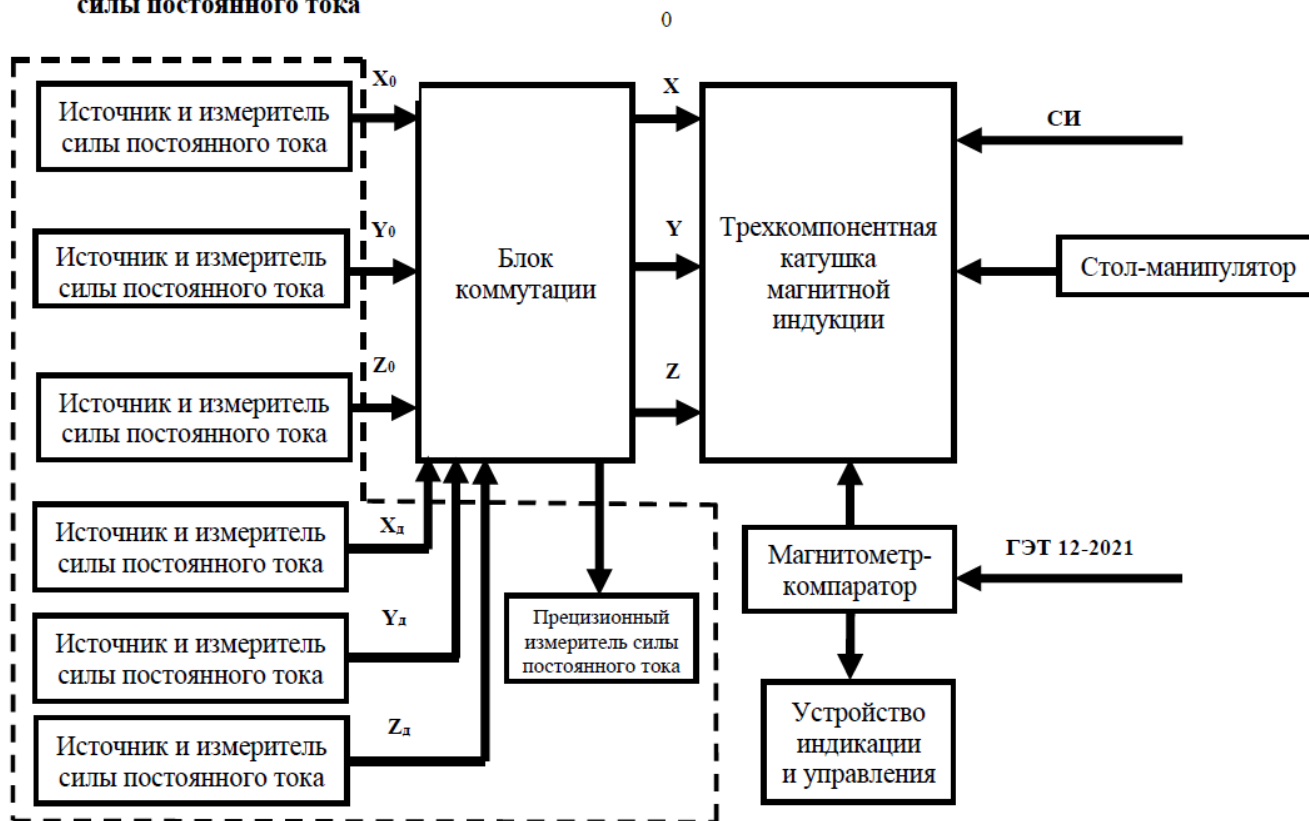 силы постоянного тока
0
X0
X
Источник и измеритель
силы постоянного тока
СИ
Y0
Y
Источник и измеритель
силы постоянного тока
Блок
коммутации
Трехкомпонентная
катушка
магнитной
индукции
Стол-манипулятор
Z0
Z
Источник и измеритель
силы постоянного тока
Xд
Источник и измеритель
силы постоянного тока
Магнитометр-
компаратор
ГЭТ 12-2021
Yд
Источник и измеритель
силы постоянного тока
Прецизионный
измеритель силы
постоянного тока
Zд
Источник и измеритель
силы постоянного тока
Устройство
индикации
и управления